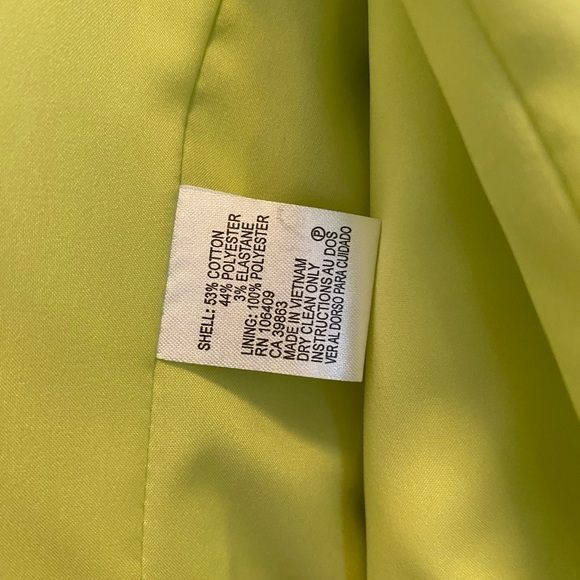 SHELL: 53% COTTON
44% POLYESTER
3% ELASTANE
LINING: 100% POLYESTER
RN 106409
CA 39863
MADE IN VIETNAM
DRY CLEAN ONLY Ⓟ
INSTRUCTIONS AU DOS
VER AL DORSO PARA CUIDADO